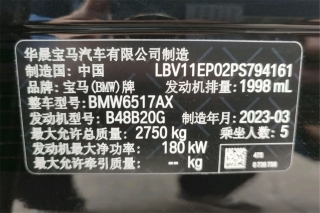 华晨宝马汽车有限公司制造
制造国：中国 LBV11EP02PS794161
品牌：宝马(BMW)牌 发动机排量：1998 mL
整车型号：BMW6517AX
发动机型号：B48B20G 制造年月：2023-03
最大允许总质量：2750 kg 乘坐人数：5
发动机最大净功率：180 kW
最大允许牵引质量：-- kg